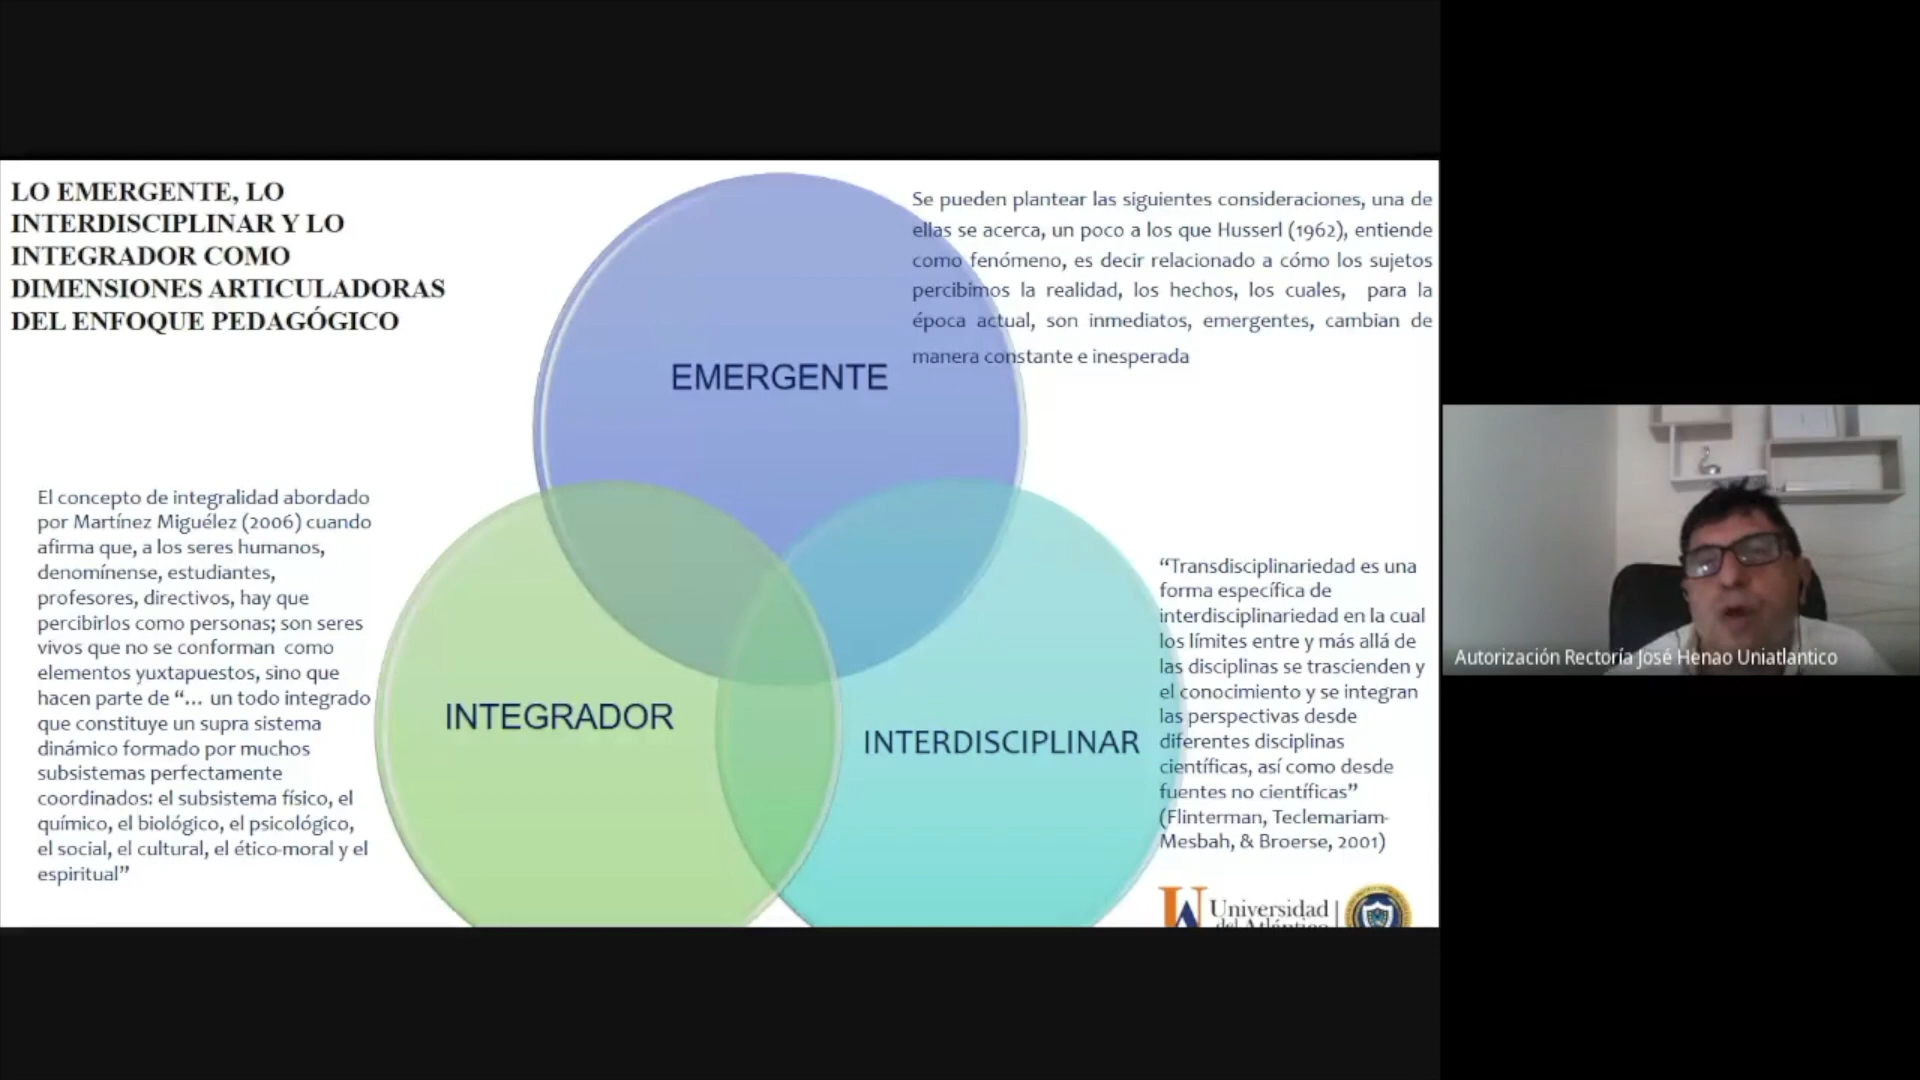 LO EMERGENTE, LO
INTERDISCIPLINAR Y LO
INTEGRADOR COMO
DIMENSIONES ARTICULADORAS
DEL ENFOQUE PEDAGÓGICO
Se pueden plantear las siguientes consideraciones, una de
ellas se acerca, un poco a los que Husserl (1962), entiende
como fenómeno, es decir relacionado a cómo los sujetos
percibimos la realidad, los hechos, los cuales, para la
época actual, son inmediatos, emergentes, cambian de
manera constante e inesperada
EMERGENTE
El concepto de integralidad abordado
por Martínez Miguélez (2006) cuando
afirma que, a los seres humanos,
denomínense, estudiantes,
profesores, directivos, hay que
percibirlos como personas; son seres
vivos que no se conforman como
elementos yuxtapuestos, sino que
hacen parte de “... un todo integrado
que constituye un supra sistema
dinámico formado por muchos
subsistemas perfectamente
coordinados: el subsistema físico, el
químico, el biológico, el psicológico,
el social, el cultural, el ético-moral y el
espiritual”
INTEGRADOR
INTERDISCIPLINAR
“Transdisciplinariedad es una
forma específica de
interdisciplinariedad en la cual
los límites entre y más allá de
las disciplinas se trascienden y
el conocimiento y se integran
las perspectivas desde
diferentes disciplinas
científicas, así como desde
fuentes no científicas”
(Flinterman, Teclemariam-
Mesbah, & Broerse, 2001)
Universidad
del Atlántico
Autorización Rectoría José Henao Uniatlantico